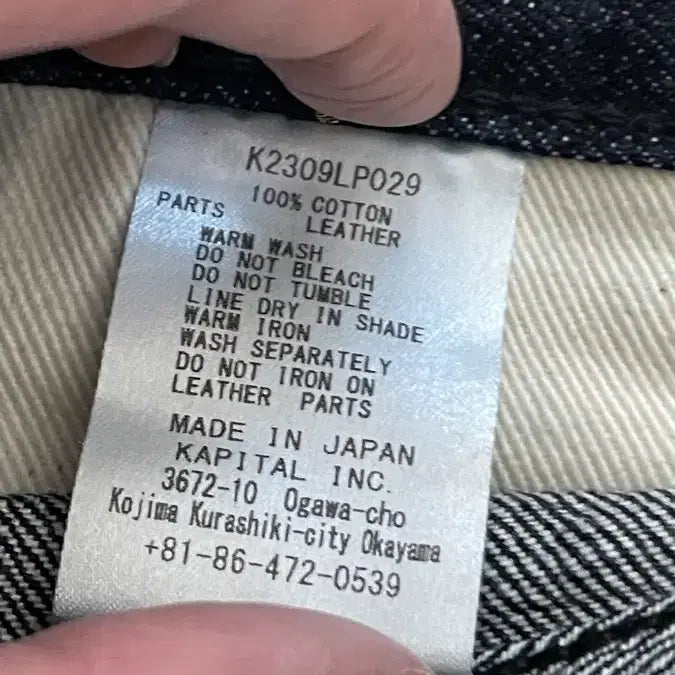 K2309LP029
100% COTTON
PARTS LEATHER
WARM WASH
DO NOT BLEACH
DO NOT TUMBLE
LINE DRY IN SHADE
WARM IRON
WASH SEPARATELY
DO NOT IRON ON
LEATHER PARTS
MADE IN JAPAN
KAPITAL INC.
3672-10 Ogawa-cho
Kojima Kurashiki-city Okayama
+81-86-472-0539